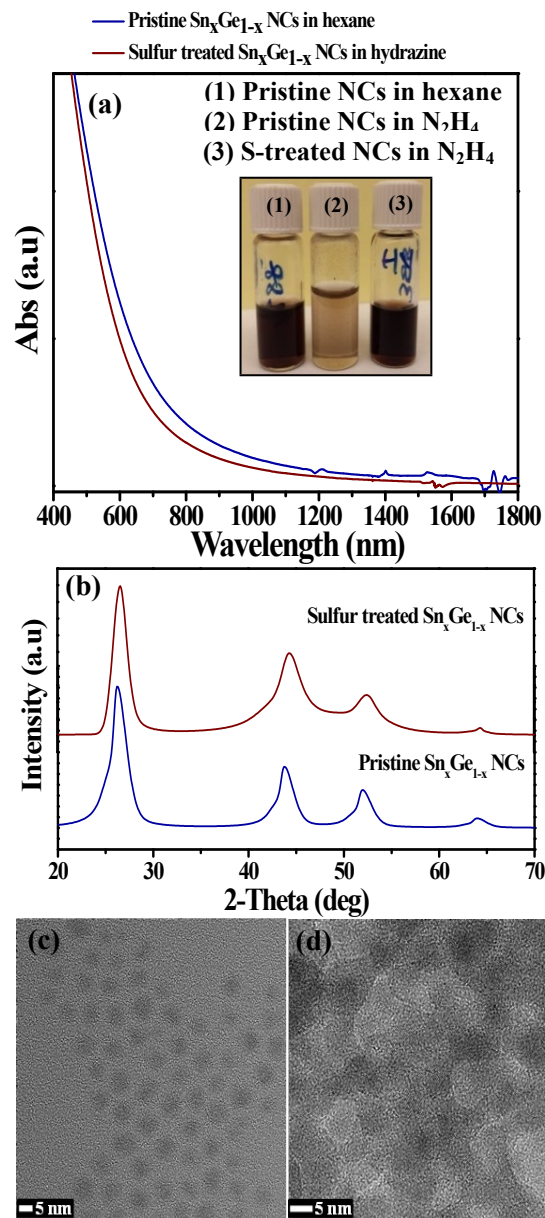 Pristine SnxGe1-x NCs in hexane
Sulfur treated SnxGe1-x NCs in hydrazine
(a)
(1) Pristine NCs in hexane
(2) Pristine NCs in N2H4
(3) S-treated NCs in N2H4
(1) (2) (3)
Abs (a.u)
400 600 800 1000 1200 1400 1600 1800
Wavelength (nm)
(b)
Sulfur treated SnxGe1-x NCs
Pristine SnxGe1-x NCs
Intensity (a.u)
20 30 40 50 60 70
2-Theta (deg)
(c) (d)
5 nm 5 nm